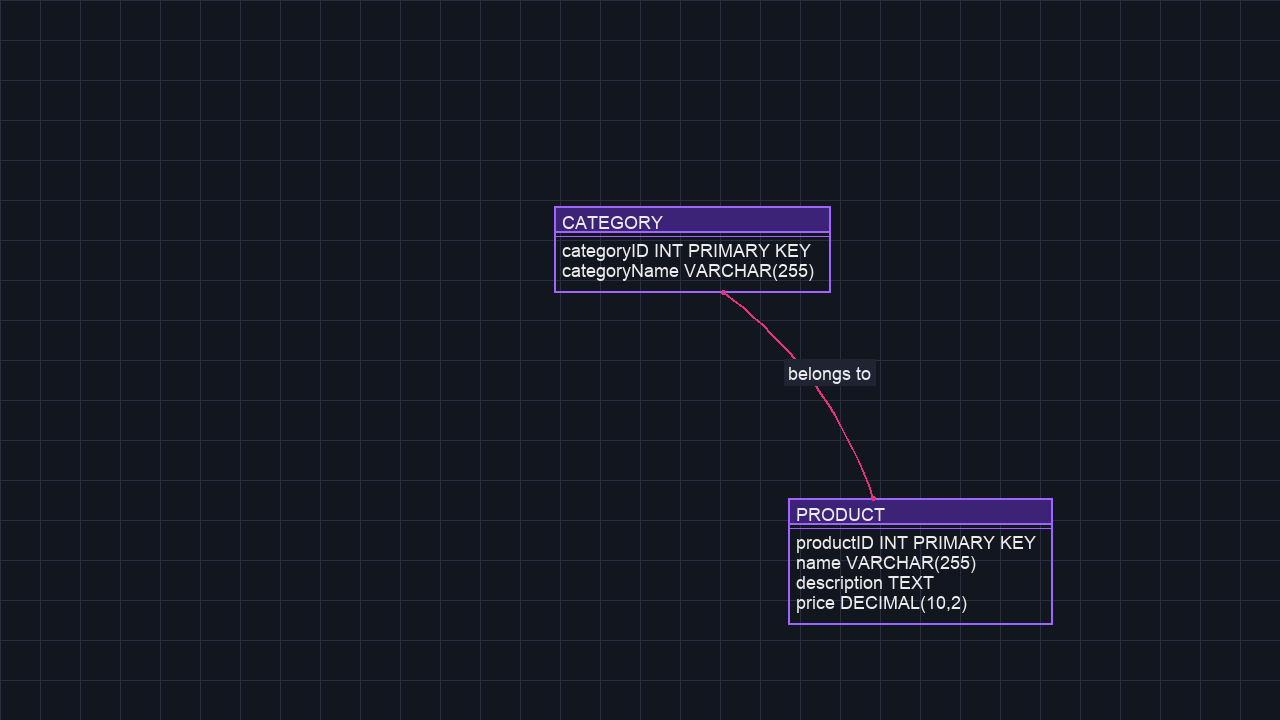 CATEGORY
categoryID INT PRIMARY KEY
categoryName VARCHAR(255)
belongs to
PRODUCT
productID INT PRIMARY KEY
name VARCHAR(255)
description TEXT
price DECIMAL(10,2)